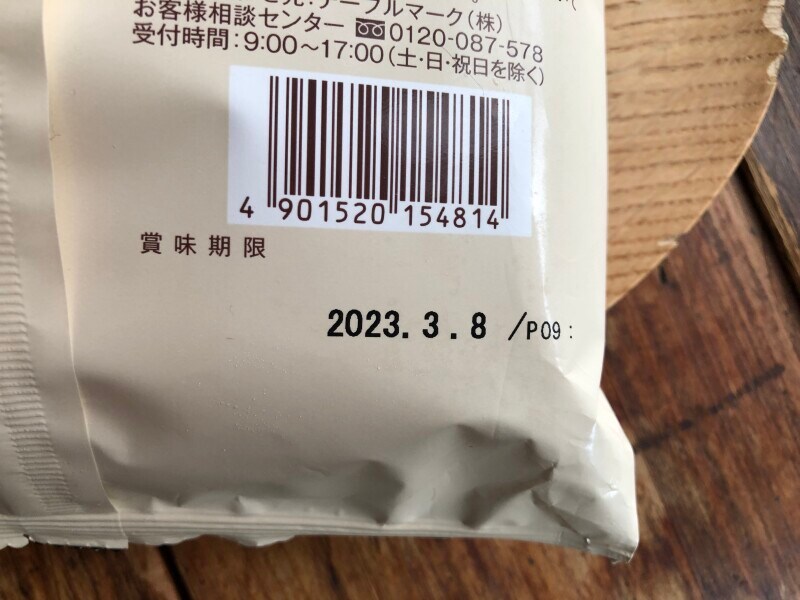 先:テーブルマーク(株)
お客様相談センター 0120-087-578
受付時間:9:00〜17:00(土・日・祝日を除く)
4 901520 154814
賞味期限
2023.3.8 /P09: